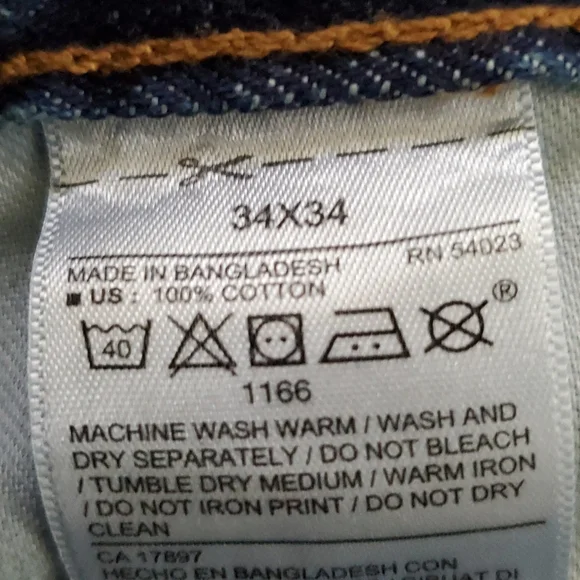 34X34
RN 54023
MADE IN BANGLADESH
US : 100% COTTON
®
40
1166
MACHINE WASH WARM / WASH AND
DRY SEPARATELY / DO NOT BLEACH
/ TUMBLE DRY MEDIUM / WARM IRON
/ DO NOT IRON PRINT / DO NOT DRY
CLEAN
CA 17897
HECHO EN BANGLADESH CON
DI